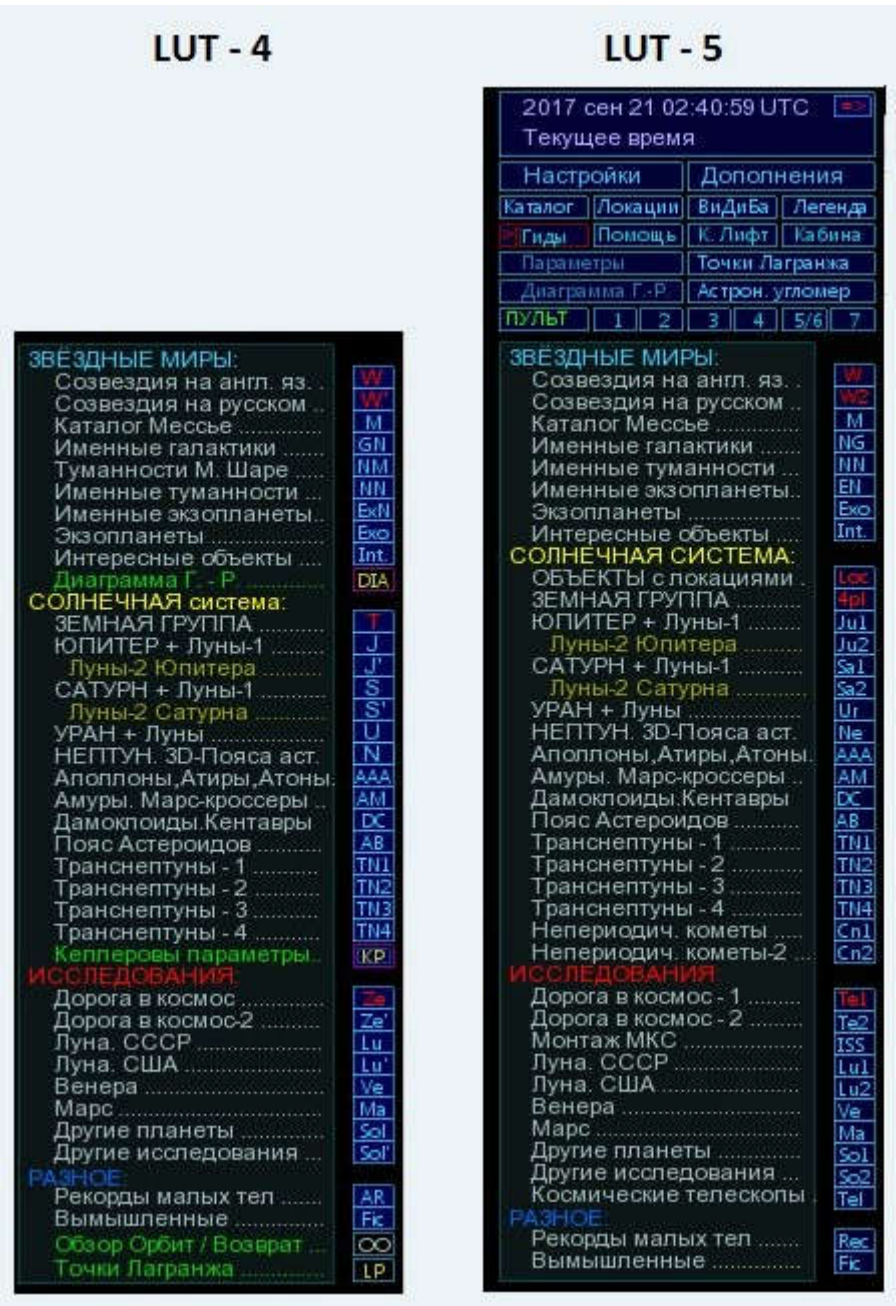 LUT - 4
ЗВЁЗДНЫЕ МИРЫ:
Созвездия на англ. яз. . W
Созвездия на русском .. W'
Каталог Мессье .............. M
Именные галактики ....... GN
Туманности М. Шаре ..... NM
Именные туманности ... NN
Именные экзопланеты.. ExN
Экзопланеты .................. Exo
Интересные объекты .... Int.
Диаграмма Г. - Р. ............ DIA
СОЛНЕЧНАЯ система:
ЗЕМНАЯ ГРУППА .......... T
ЮПИТЕР + Луны-1 ......... J
Луны-2 Юпитера .......... J'
САТУРН + Луны-1 .......... S
Луны-2 Сатурна ........... S'
УРАН + Луны .................. U
НЕПТУН. 3D-Пояса аст. N
Аполлоны,Атиры,Атоны. AAA
Амуры. Марс-кроссеры .. AM
Дамоклоиды.Кентавры DC
Пояс Астероидов ........... AB
Транснептуны - 1 ........... TN1
Транснептуны - 2 ........... TN2
Транснептуны - 3 ........... TN3
Транснептуны - 4 ........... TN4
Кеплеровы параметры.. KP
ИССЛЕДОВАНИЯ:
Дорога в космос ............. Ze
Дорога в космос-2 .......... Ze'
Луна. СССР.................... Lu
Луна. США ..................... Lu'
Венера ........................... Ve
Марс ............................... Ma
Другие планеты ............. Sol
Другие исследования ... Sol'
РАЗНОЕ:
Рекорды малых тел ....... AR
Вымышленные .............. Fic
Обзор Орбит / Возврат ... ∞
Точки Лагранжа .............. LP
LUT - 5
2017 сен 21 02:40:59 UTC =>
Текущее время
Настройки Дополнения
Каталог Локации ВиДиБа Легенда
>Гиды Помощь К. Лифт Кабина
Параметры Точки Лагранжа
Диаграмма Г.-Р. Астрон. угломер
ПУЛЬТ 1 2 3 4 5/6 7
ЗВЁЗДНЫЕ МИРЫ:
Созвездия на англ. яз. . W
Созвездия на русском .. W2
Каталог Мессье .............. M
Именные галактики ....... NG
Именные туманности .... NN
Именные экзопланеты.. EN
Экзопланеты .................. Exo
Интересные объекты .... Int.
СОЛНЕЧНАЯ СИСТЕМА:
ОБЪЕКТЫ с локациями . Loc
ЗЕМНАЯ ГРУППА .......... 4pl
ЮПИТЕР + Луны-1 ......... Ju1
Луны-2 Юпитера .......... Ju2
САТУРН + Луны-1 .......... Sa1
Луны-2 Сатурна ........... Sa2
УРАН + Луны .................. Ur
НЕПТУН. 3D-Пояса аст. Ne
Аполлоны,Атиры,Атоны. AAA
Амуры. Марс-кроссеры .. AM
Дамоклоиды.Кентавры DC
Пояс Астероидов ........... AB
Транснептуны - 1 ........... TN1
Транснептуны - 2 ........... TN2
Транснептуны - 3 ........... TN3
Транснептуны - 4 ........... TN4
Непериодич. кометы ..... Cn1
Непериодич. кометы-2 ... Cn2
ИССЛЕДОВАНИЯ:
Дорога в космос - 1 ........ Te1
Дорога в космос - 2 ........ Te2
Монтаж МКС .................. ISS
Луна. СССР.................... Lu1
Луна. США ..................... Lu2
Венера ........................... Ve
Марс ............................... Ma
Другие планеты ............. So1
Другие исследования ... So2
Космические телескопы . Tel
РАЗНОЕ:
Рекорды малых тел ....... Rec
Вымышленные .............. Fic